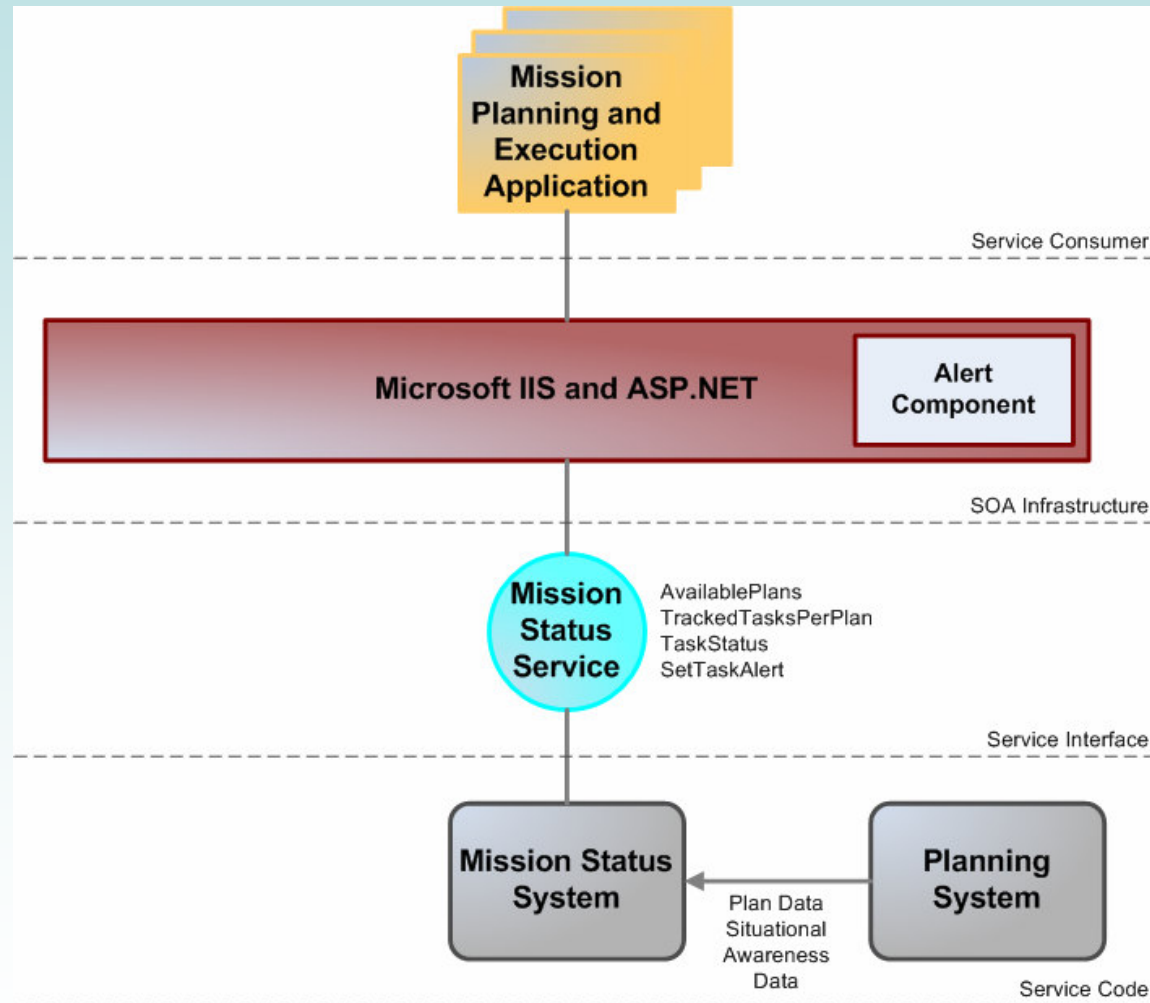 Mission
Planning and
Execution
Application
Service Consumer
Microsoft IIS and ASP.NET
Alert
Component
SOA Infrastructure
Mission
Status
Service
AvailablePlans
TrackedTasksPerPlan
TaskStatus
SetTaskAlert
Service Interface
Mission Status
System
Plan Data
Situational
Awareness
Data
Planning
System
Service Code